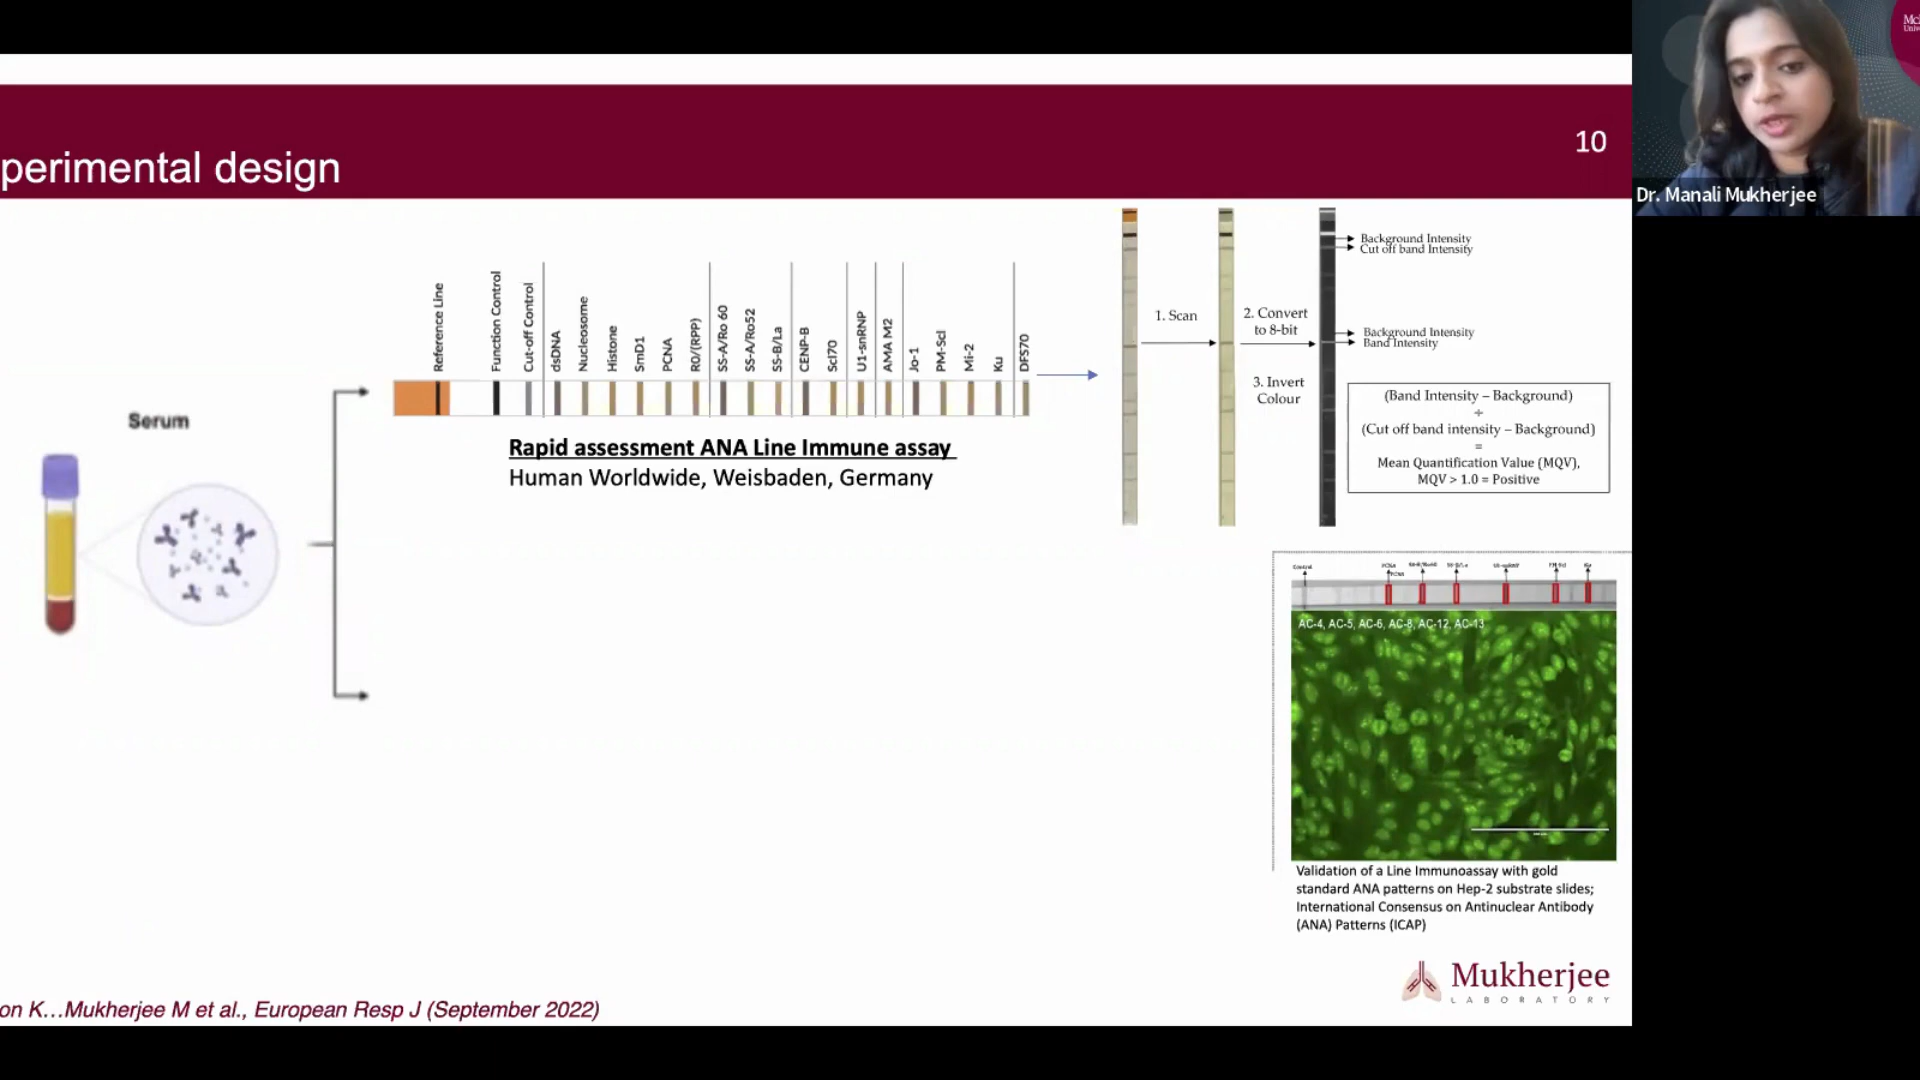 perimental design
10
Mc
Univ
Dr. Manali Mukherjee
Serum
Reference Line
Function Control
Cut-off Control
dsDNA
Nucleosome
Histone
SmD1
PCNA
R0/(RPP)
SS-A/Ro 60
SS-A/Ro52
SS-B/La
CENP-B
Scl70
U1-snRNP
AMA M2
Jo-1
PM-Scl
Mi-2
Ku
DFS70
Rapid assessment ANA Line Immune assay
Human Worldwide, Weisbaden, Germany
1. Scan
2. Convert
to 8-bit
3. Invert
Colour
Background Intensity
Cut off band Intensity
Background Intensity
Band Intensity
(Band Intensity – Background)
÷
(Cut off band intensity – Background)
=
Mean Quantification Value (MQV),
MQV > 1.0 = Positive
Control
PCNA
AC-4, AC-5, AC-6, AC-8, AC-12, AC-13
Validation of a Line Immunoassay with gold
standard ANA patterns on Hep-2 substrate slides;
International Consensus on Antinuclear Antibody
(ANA) Patterns (ICAP)
Mukherjee
LABORATORY
on K…Mukherjee M et al., European Resp J (September 2022)